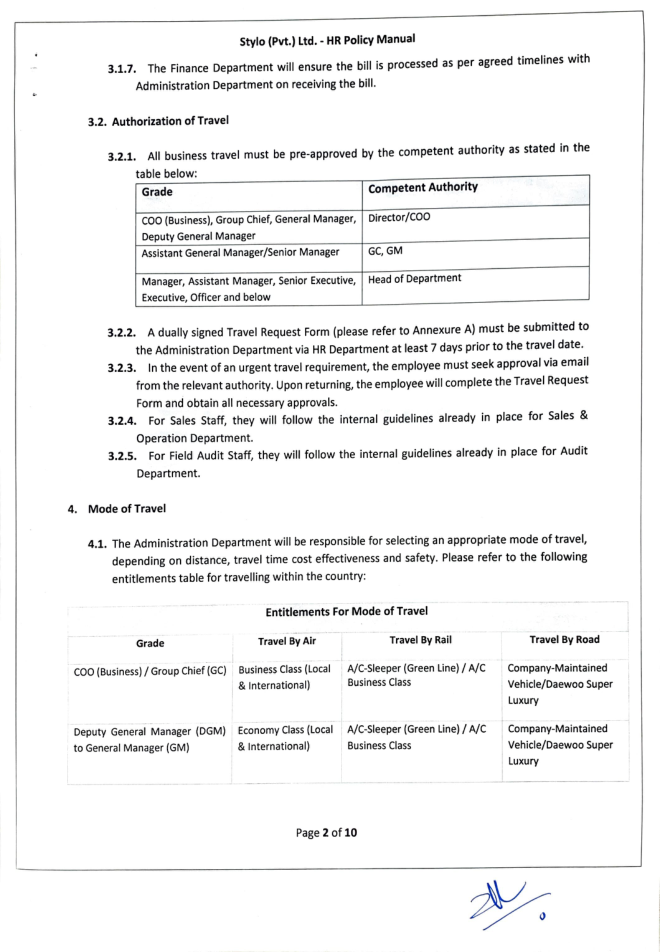 Stylo (Pvt.) Ltd. - HR Policy Manual
3.1.7. The Finance Department will ensure the bill is processed as per agreed timelines with
Administration Department on receiving the bill.
3.2. Authorization of Travel
3.2.1. All business travel must be pre-approved by the competent authority as stated in the
table below:
Grade Competent Authority
COO (Business), Group Chief, General Manager, Director/COO
Deputy General Manager
Assistant General Manager/Senior Manager GC, GM
Manager, Assistant Manager, Senior Executive, Head of Department
Executive, Officer and below
3.2.2. A dually signed Travel Request Form (please refer to Annexure A) must be submitted to
the Administration Department via HR Department at least 7 days prior to the travel date.
3.2.3. In the event of an urgent travel requirement, the employee must seek approval via email
from the relevant authority. Upon returning, the employee will complete the Travel Request
Form and obtain all necessary approvals.
3.2.4. For Sales Staff, they will follow the internal guidelines already in place for Sales &
Operation Department.
3.2.5. For Field Audit Staff, they will follow the internal guidelines already in place for Audit
Department.
4. Mode of Travel
4.1. The Administration Department will be responsible for selecting an appropriate mode of travel,
depending on distance, travel time cost effectiveness and safety. Please refer to the following
entitlements table for travelling within the country:
Entitlements For Mode of Travel
Grade Travel By Air Travel By Rail Travel By Road
COO (Business) / Group Chief (GC) Business Class (Local A/C-Sleeper (Green Line) / A/C Company-Maintained
& International) Business Class Vehicle/Daewoo Super
Luxury
Deputy General Manager (DGM) Economy Class (Local A/C-Sleeper (Green Line) / A/C Company-Maintained
to General Manager (GM) & International) Business Class Vehicle/Daewoo Super
Luxury
Page 2 of 10